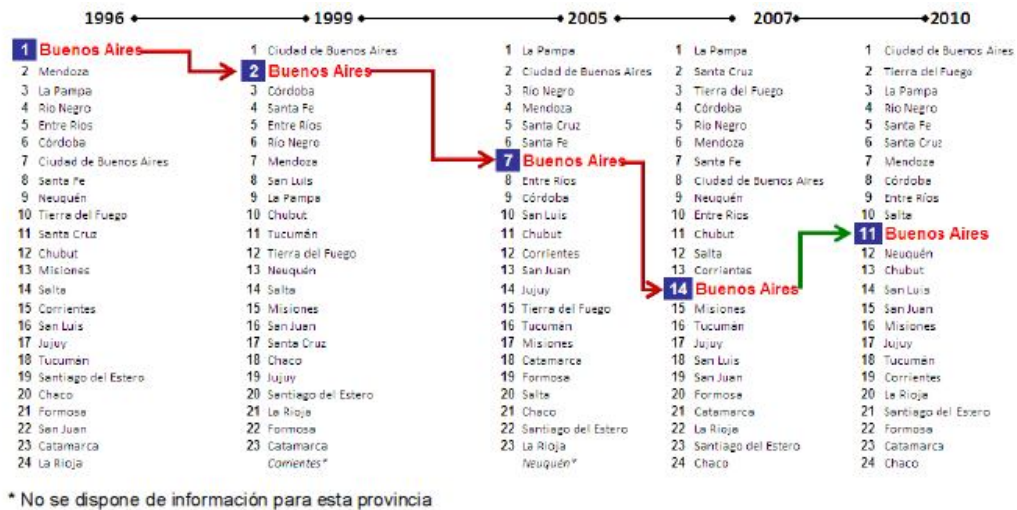 1996 1999 2005 2007 2010
1 Buenos Aires
2 Mendoza
3 La Pampa
4 Río Negro
5 Entre Ríos
6 Córdoba
7 Ciudad de Buenos Aires
8 Santa Fe
9 Neuquén
10 Tierra del Fuego
11 Santa Cruz
12 Chubut
13 Misiones
14 Salta
15 Corrientes
16 San Luis
17 Jujuy
18 Tucumán
19 Santiago del Estero
20 Chaco
21 Formosa
22 San Juan
23 Catamarca
24 La Rioja
1 Ciudad de Buenos Aires
2 Buenos Aires
3 Córdoba
4 Santa Fe
5 Entre Ríos
6 Río Negro
7 Mendoza
8 San Luis
9 La Pampa
10 Chubut
11 Tucumán
12 Tierra del Fuego
13 Neuquén
14 Salta
15 Misiones
16 San Juan
17 Santa Cruz
18 Chaco
19 Jujuy
20 Santiago del Estero
21 La Rioja
22 Formosa
23 Catamarca
Corrientes*
1 La Pampa
2 Ciudad de Buenos Aires
3 Río Negro
4 Mendoza
5 Santa Cruz
6 Santa Fe
7 Buenos Aires
8 Entre Ríos
9 Córdoba
10 San Luis
11 Chubut
12 Corrientes
13 San Juan
14 Jujuy
15 Tierra del Fuego
16 Tucumán
17 Misiones
18 Catamarca
19 Formosa
20 Salta
21 Chaco
22 Santiago del Estero
23 La Rioja
Neuquén*
1 La Pampa
2 Santa Cruz
3 Tierra del Fuego
4 Córdoba
5 Río Negro
6 Mendoza
7 Santa Fe
8 Ciudad de Buenos Aires
9 Neuquén
10 Entre Ríos
11 Chubut
12 Salta
13 Corrientes
14 Buenos Aires
15 Misiones
16 Tucumán
17 Jujuy
18 San Luis
19 San Juan
20 Formosa
21 Catamarca
22 La Rioja
23 Santiago del Estero
24 Chaco
1 Ciudad de Buenos Aires
2 Tierra del Fuego
3 La Pampa
4 Río Negro
5 Santa Fe
6 Santa Cruz
7 Mendoza
8 Córdoba
9 Entre Ríos
10 Salta
11 Buenos Aires
12 Neuquén
13 Chubut
14 San Luis
15 San Juan
16 Misiones
17 Jujuy
18 Tucumán
19 Corrientes
20 La Rioja
21 Santiago del Estero
22 Formosa
23 Catamarca
24 Chaco
* No se dispone de información para esta provincia